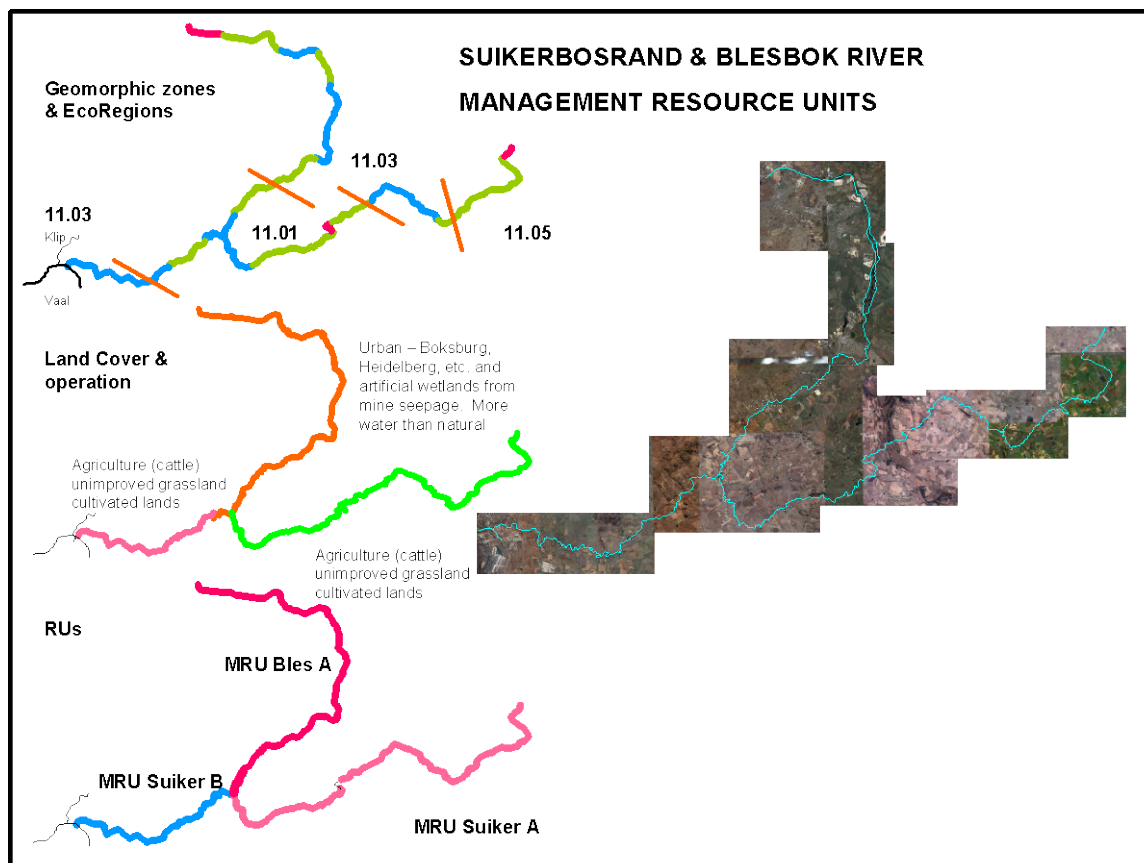 SUIKERBOSRAND & BLESBOK RIVER
MANAGEMENT RESOURCE UNITS
Geomorphic zones
& EcoRegions
11.03
11.03
Klip
11.01
11.05
Vaal
Land Cover &
operation
Urban – Boksburg,
Heidelberg, etc. and
artificial wetlands from
mine seepage.  More
water than natural
Agriculture (cattle)
unimproved grassland
cultivated lands
Agriculture (cattle)
unimproved grassland
cultivated lands
RUs
MRU Bles A
MRU Suiker B
MRU Suiker A